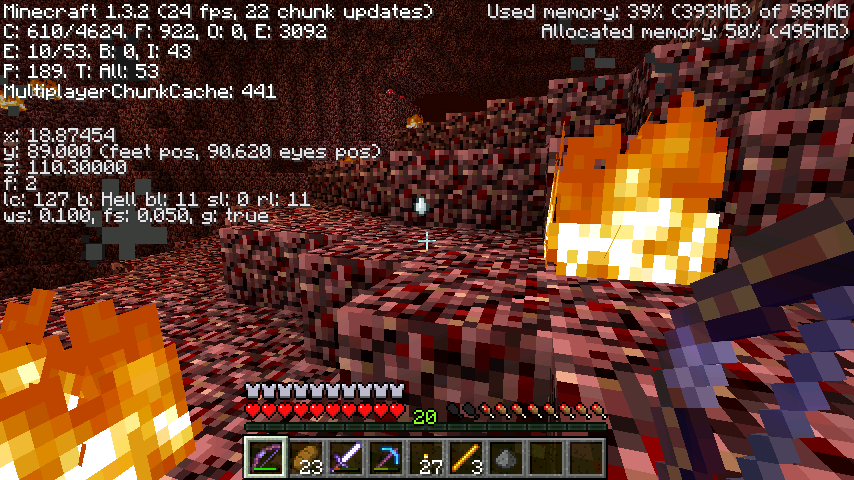 Minecraft 1.3.2 (24 fps, 22 chunk updates)
C: 610/4624. F: 922, O: 0, E: 3092
E: 10/53. B: 0, I: 43
P: 189. T: All: 53
MultiplayerChunkCache: 441
Used memory: 39% (393MB) of 989MB
Allocated memory: 50% (495MB)
x: 18.87454
y: 89.000 (feet pos, 90.620 eyes pos)
z: 110.30000
f: 2
lc: 127 b: Hell bl: 11 sl: 0 rl: 11
ws: 0.100, fs: 0.050, g: true
20
23 27 3